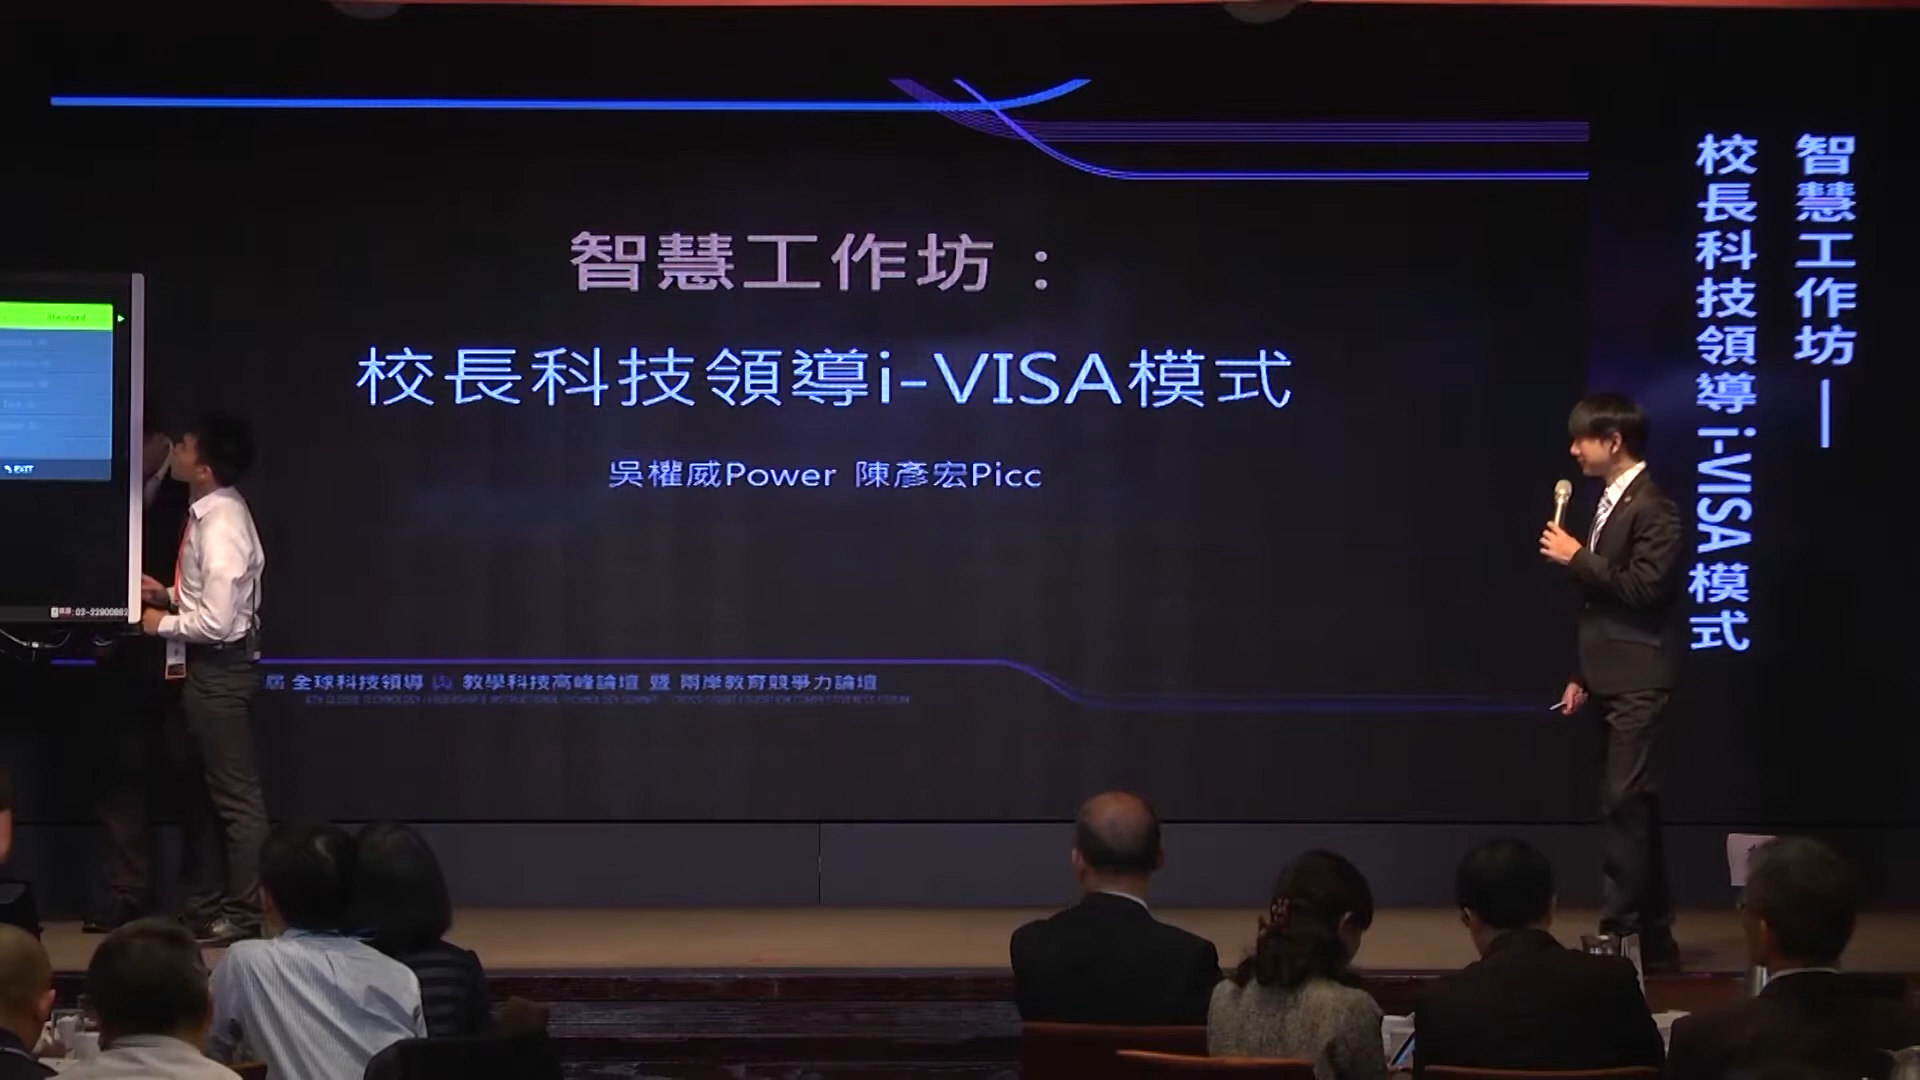 智慧工作坊：
校長科技領導i-VISA模式
吳權威Power 陳彥宏Picc
屆 全球科技領導 教學科技高峰論壇 暨 兩岸教育競爭力論壇
智慧工作坊—
校長科技領導i-VISA模式
Standard
EXIT